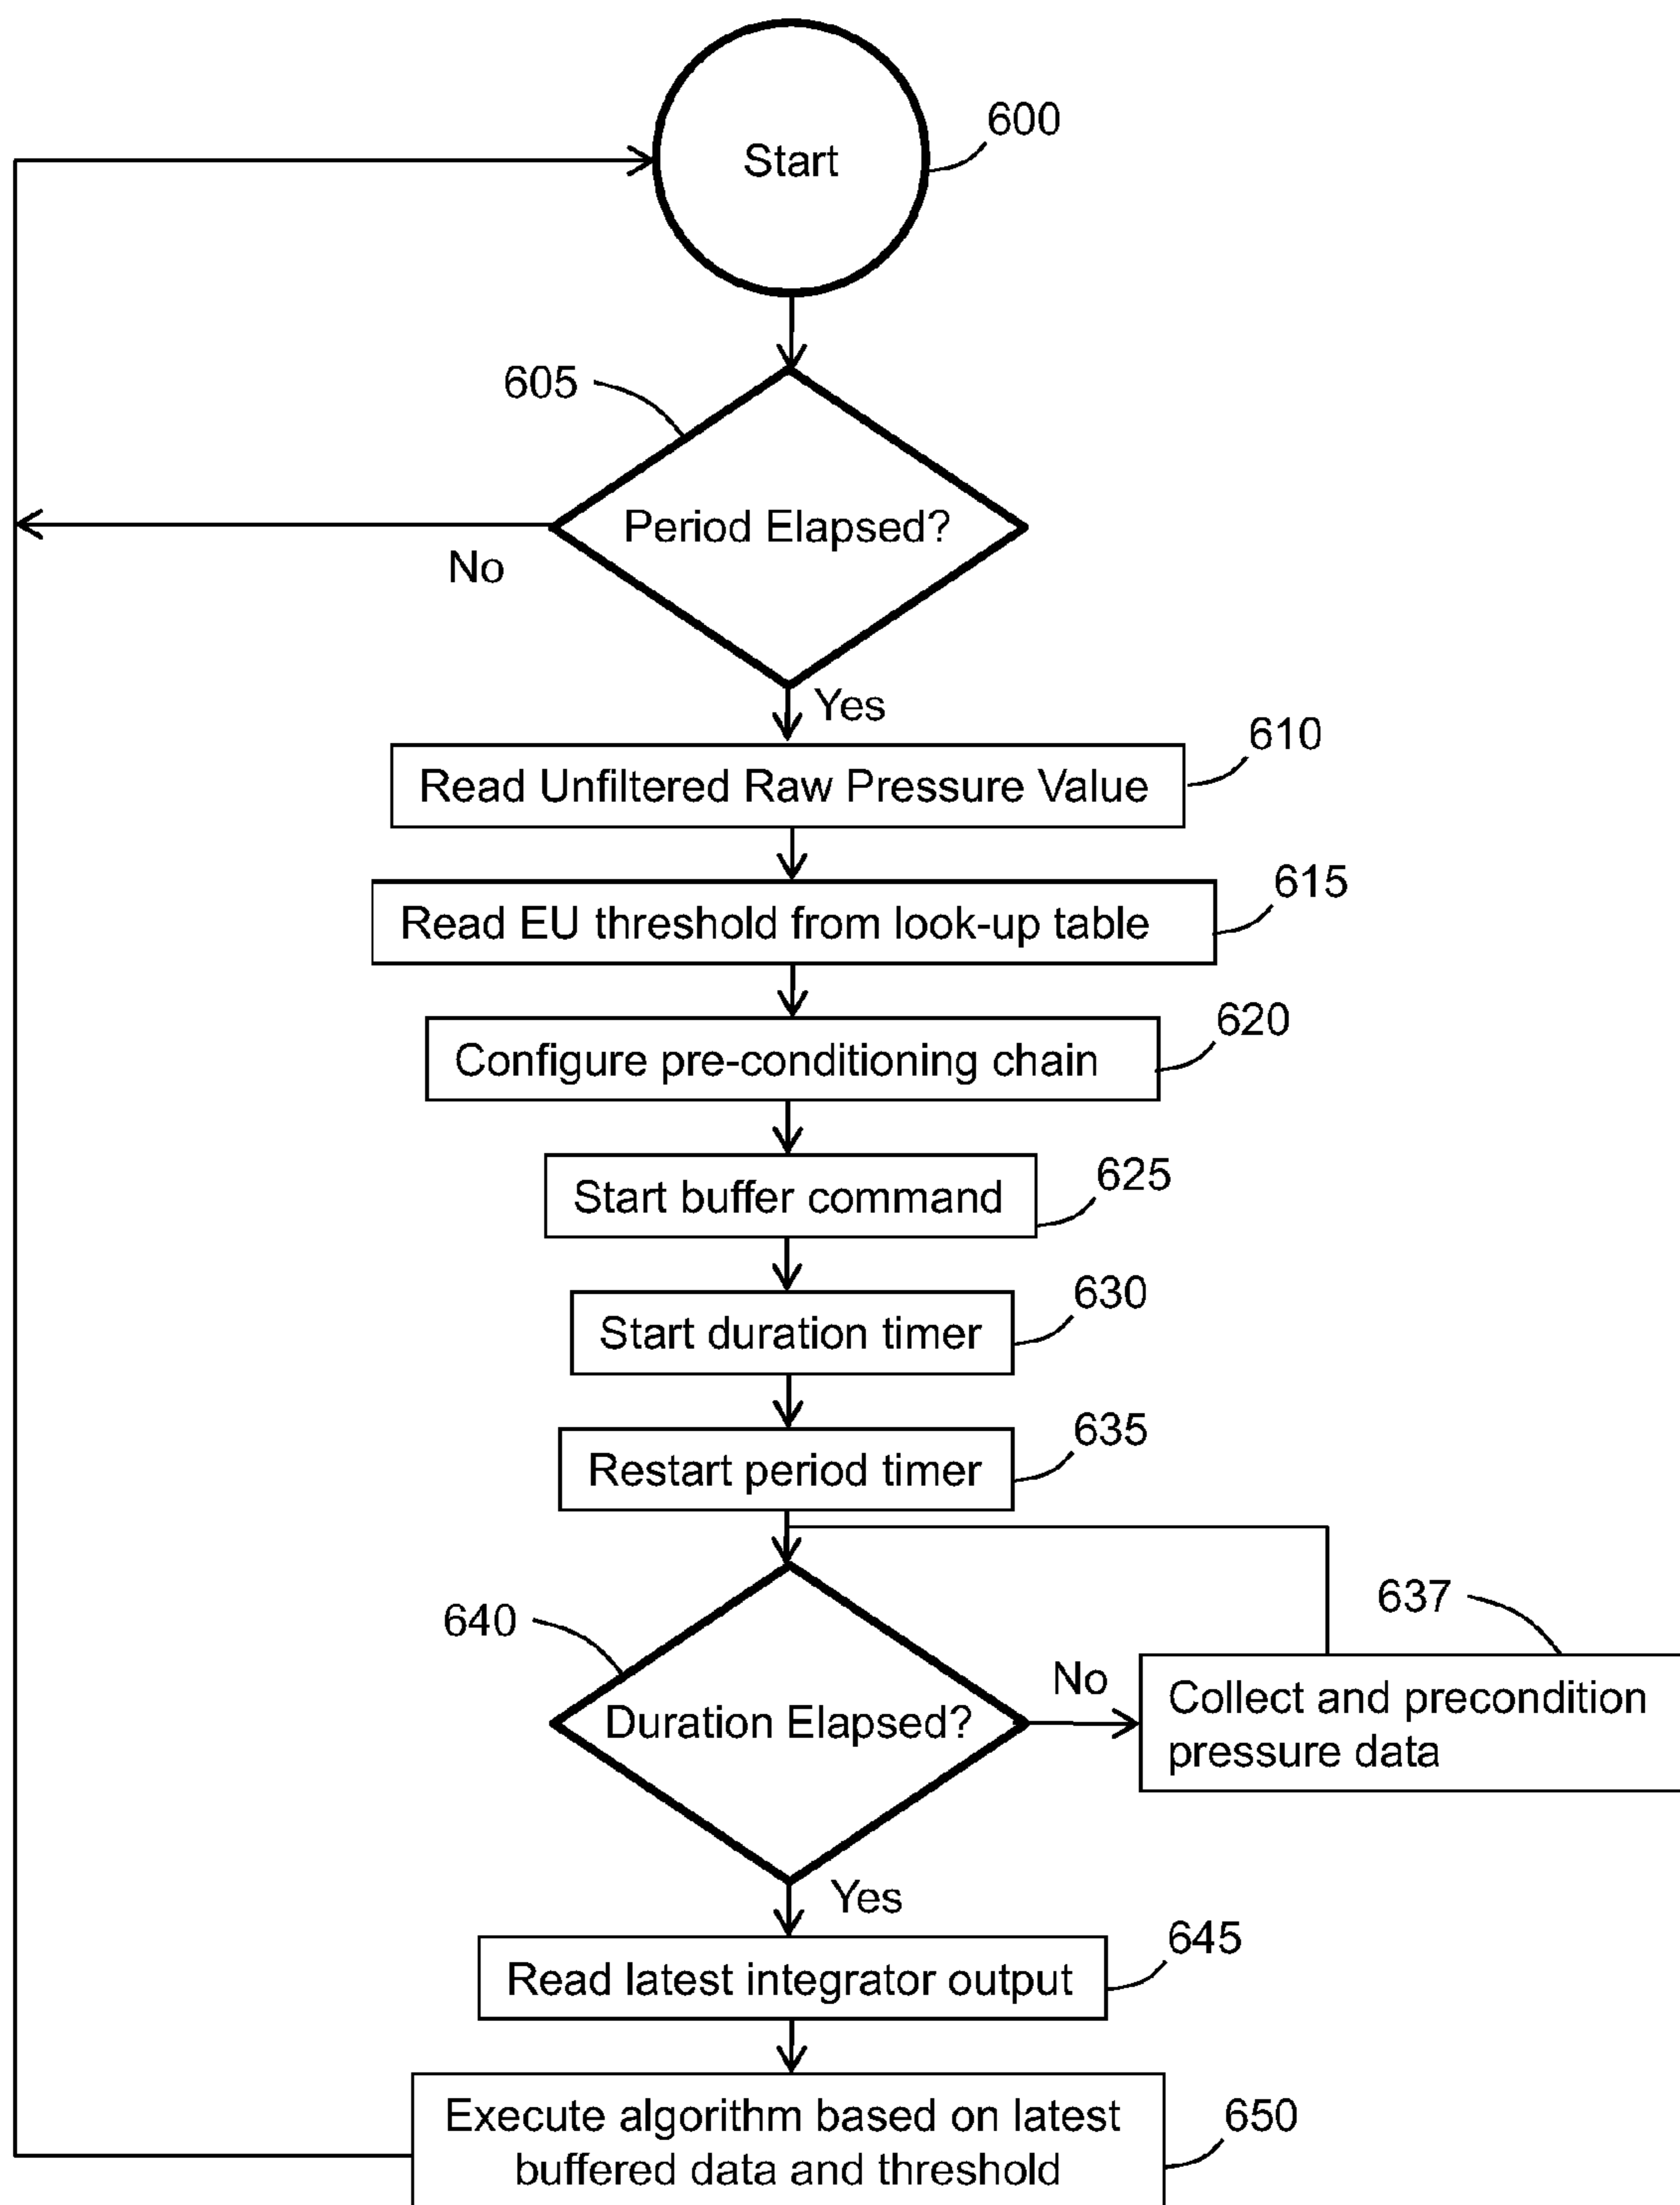 Start
600
605
Period Elapsed?
No
Yes
610
Read Unfiltered Raw Pressure Value
615
Read EU threshold from look-up table
620
Configure pre-conditioning chain
625
Start buffer command
630
Start duration timer
635
Restart period timer
637
640
No
Collect and precondition
pressure data
Duration Elapsed?
Yes
645
Read latest integrator output
650
Execute algorithm based on latest
buffered data and threshold